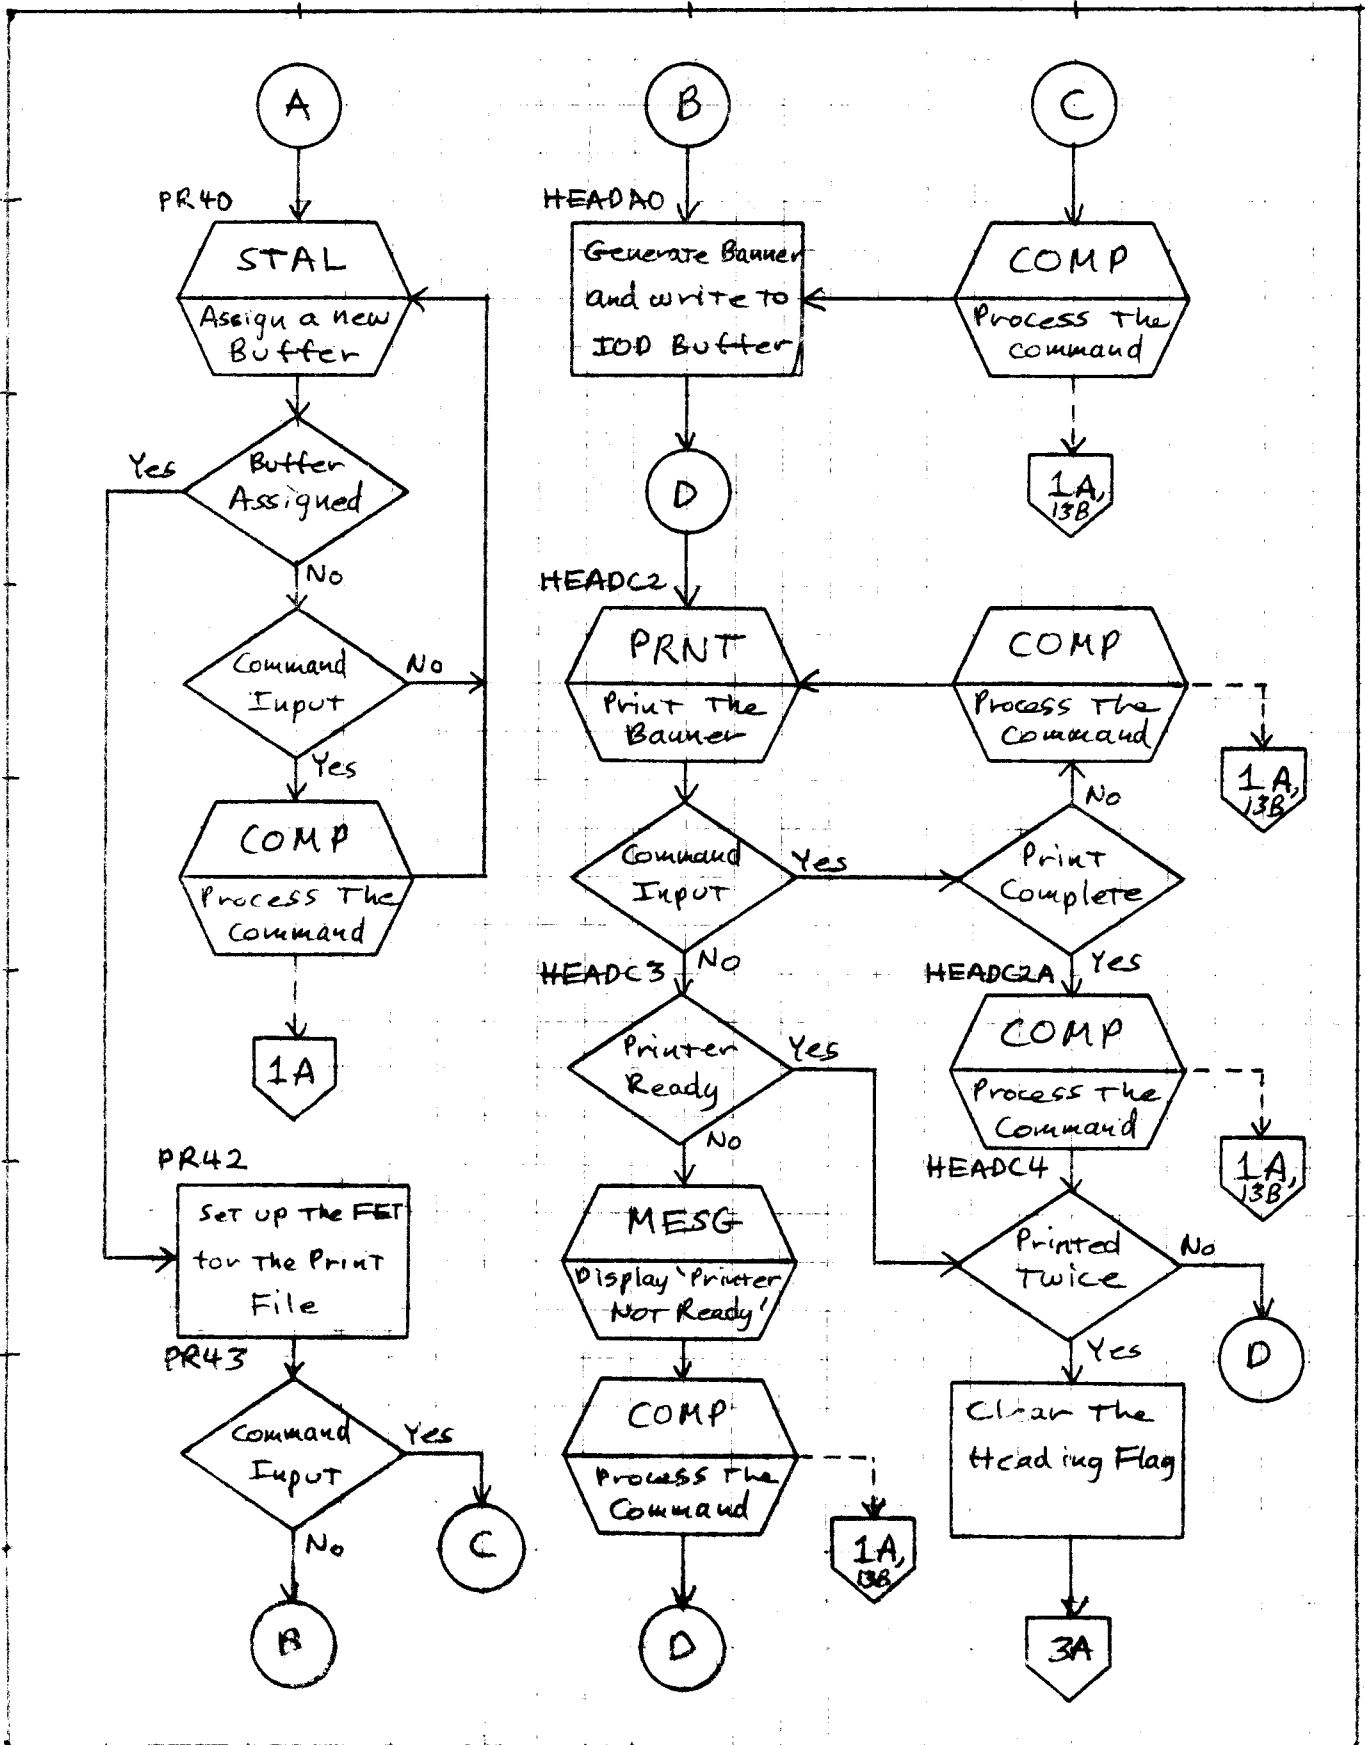 A
PR40
STAL
Assign a new
Buffer
Yes
Buffer
Assigned
No
Command
Input
No
Yes
COMP
Process The
Command
1A
PR42
Set up The FET
for The Print
File
PR43
Command
Input
Yes
C
No
B
B
HEADA0
Generate Banner
and write To
IOD Buffer
D
HEADC2
PRNT
Print The
Banner
Command
Input
Yes
No
HEADC3
Printer
Ready
Yes
No
MESG
Display 'Printer
Not Ready'
COMP
Process The
Command
1A,
13B
D
C
COMP
Process The
Command
1A,
13B
COMP
Process The
Command
1A,
13B
No
Print
Complete
Yes
HEADC2A
COMP
Process The
Command
1A,
13B
HEADC4
Printed
Twice
No
D
Yes
Clear The
Heading Flag
3A